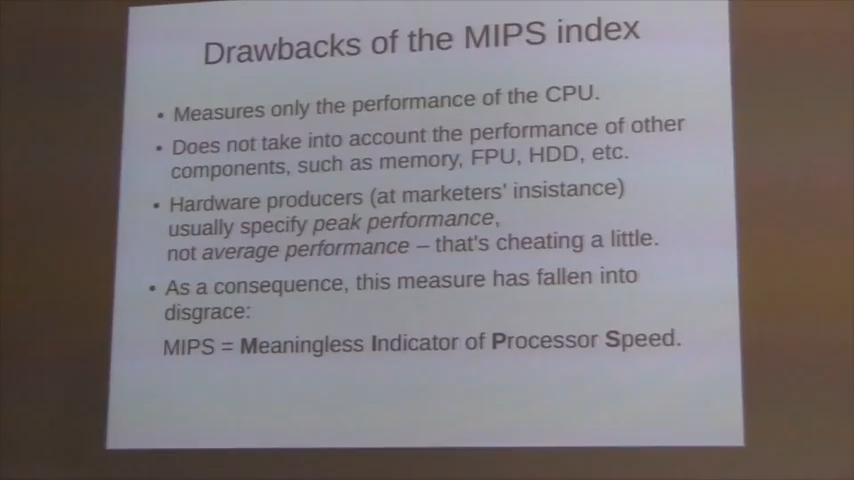 Drawbacks of the MIPS index
• Measures only the performance of the CPU.
• Does not take into account the performance of other
components, such as memory, FPU, HDD, etc.
• Hardware producers (at marketers' insistance)
usually specify peak performance,
not average performance – that's cheating a little.
• As a consequence, this measure has fallen into
disgrace:
MIPS = Meaningless Indicator of Processor Speed.